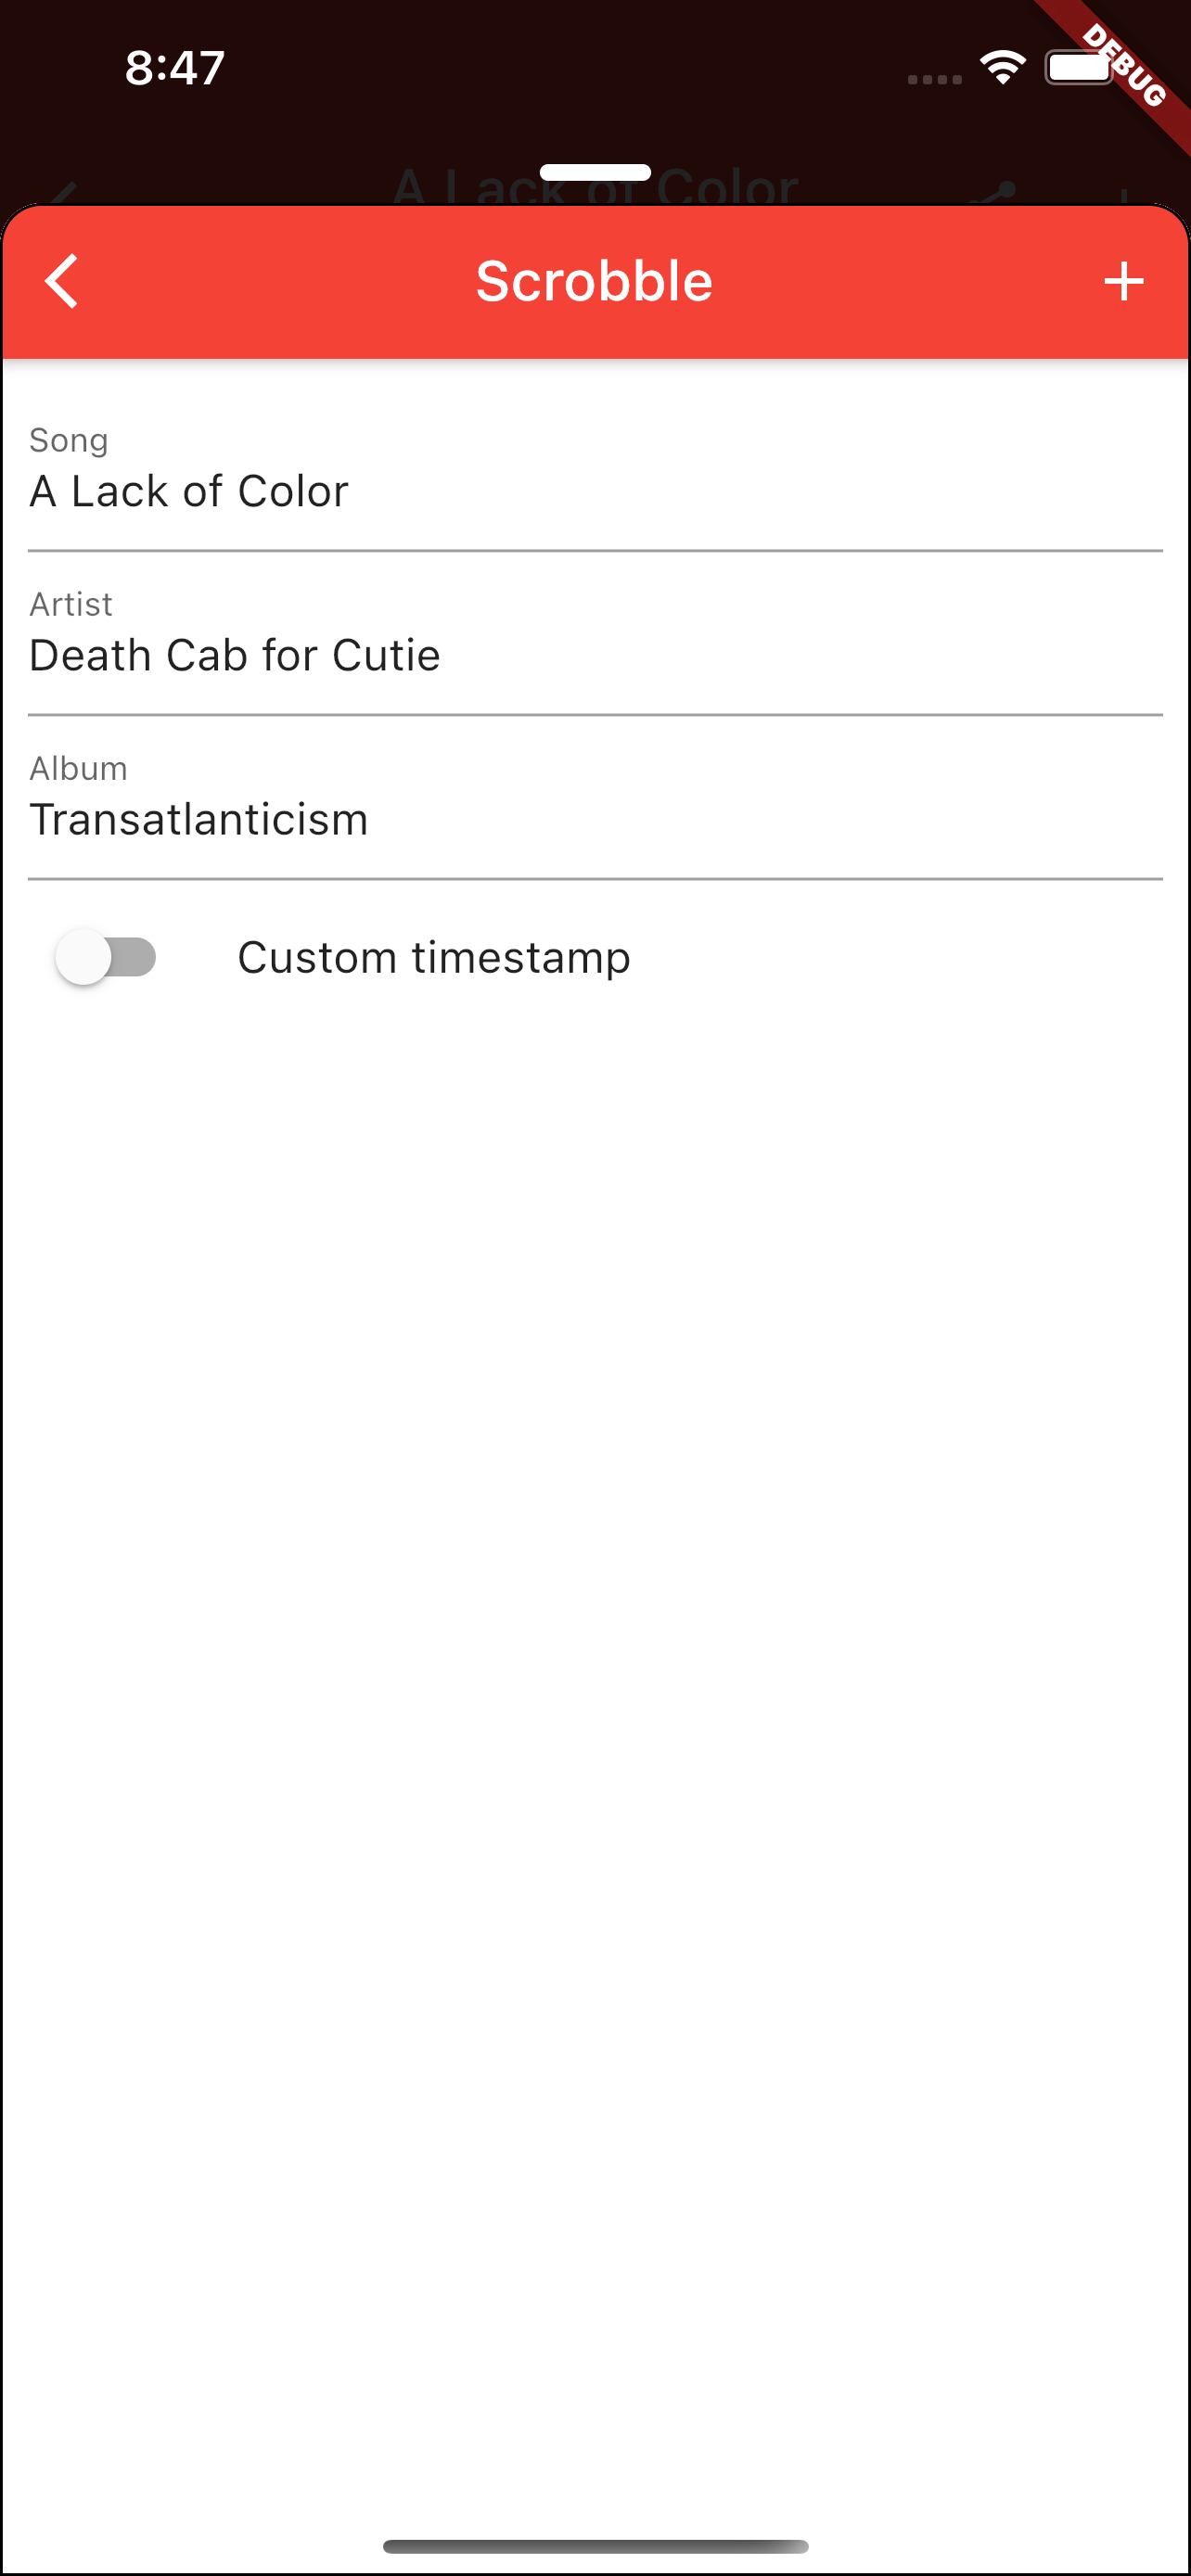 8:47
DEBUG
A Lack of Color
Scrobble
Song
A Lack of Color
Artist
Death Cab for Cutie
Album
Transatlanticism
Custom timestamp